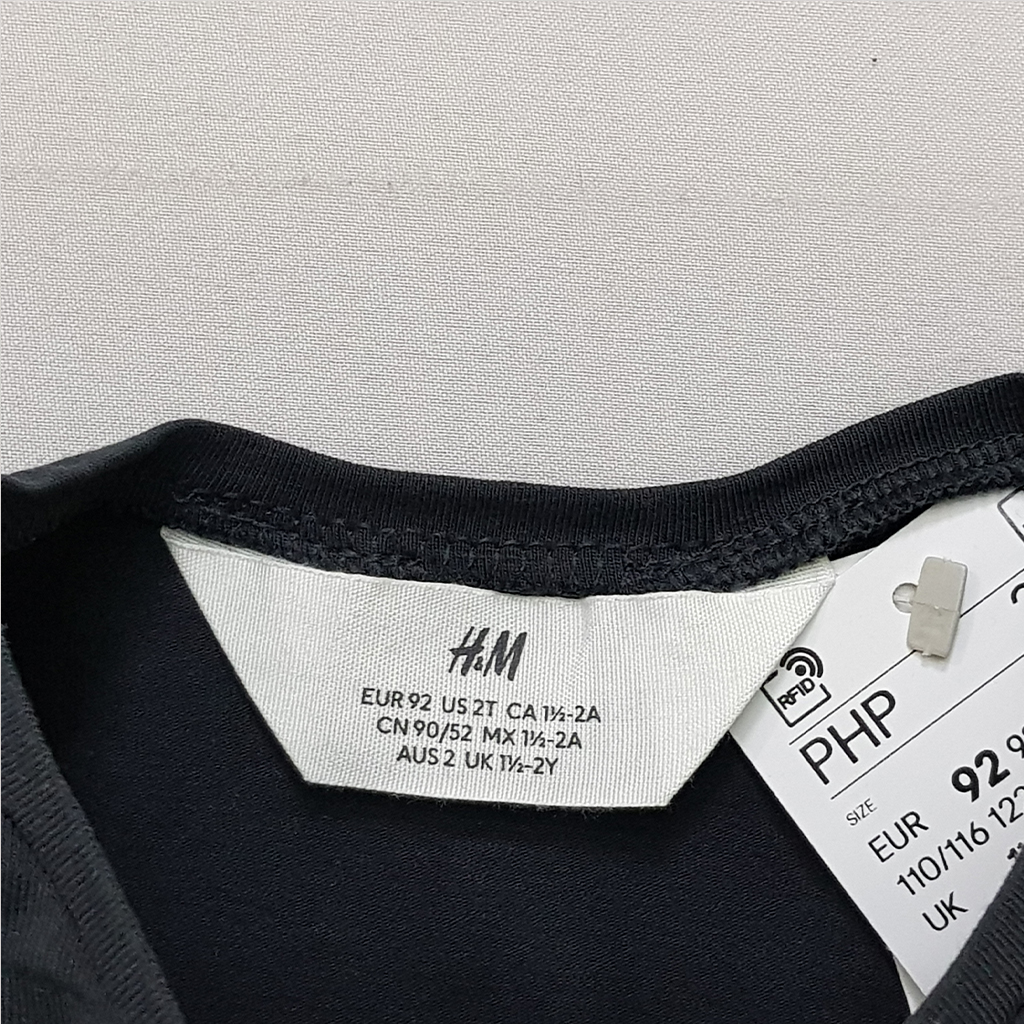 H&M
EUR 92 US 2T CA 1½-2A
CN 90/52 MX 1½-2A
AUS 2 UK 1½-2Y
RFID
PHP
SIZE
EUR 92
110/116
UK